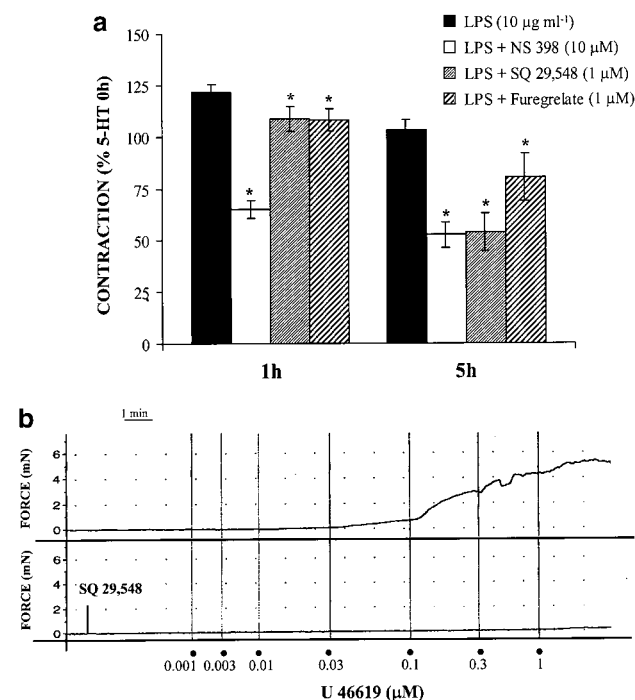 a
LPS (10 µg ml⁻¹)
LPS + NS 398 (10 µM)
LPS + SQ 29,548 (1 µM)
LPS + Furegrelate (1 µM)
CONTRACTION (% 5-HT 0h)
150
125
100
75
50
25
0
*
*
*
*
*
*
1h
5h
b
1 min
FORCE (mN)
6
4
2
0
FORCE (mN)
6
4
2
0
SQ 29,548
0.001
0.003
0.01
0.03
0.1
0.3
1
U 46619 (µM)